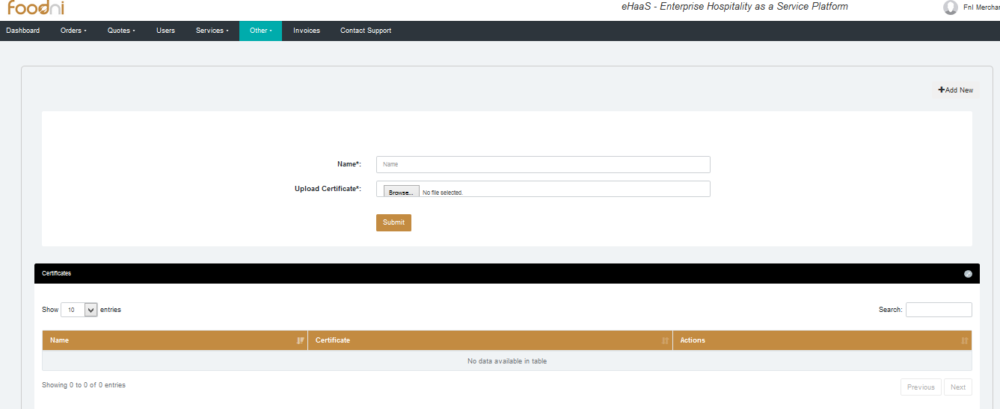 foodni
eHaaS - Enterprise Hospitality as a Service Platform
FnI Merchan
Dashboard Orders Quotes Users Services Other Invoices Contact Support
Add New
Name*: Name
Upload Certificate*: Browse... No file selected.
Submit
Certificates
Show 10 entries Search:
Name Certificate Actions
No data available in table
Showing 0 to 0 of 0 entries Previous Next